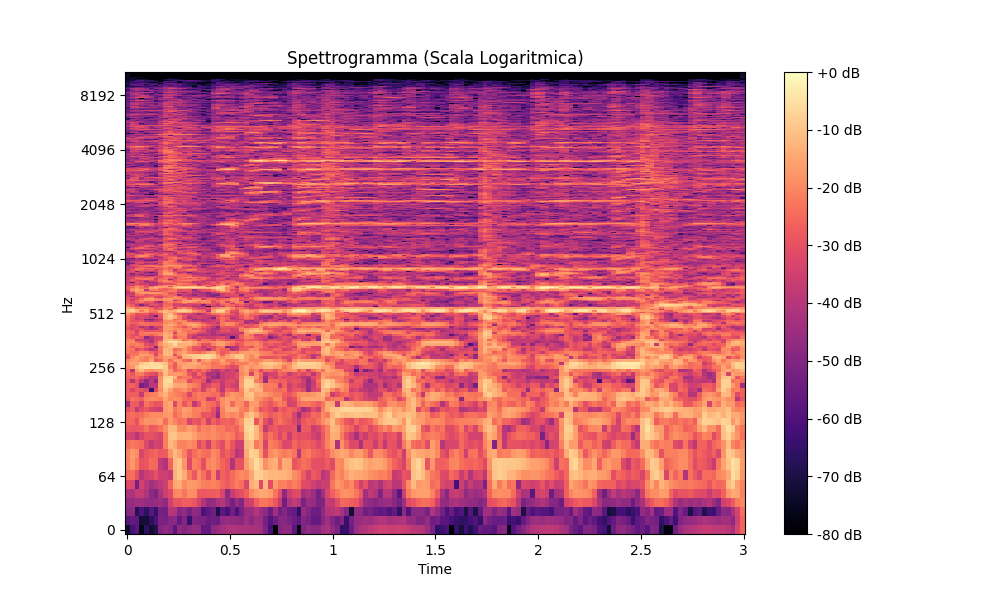 Spettrogramma (Scala Logaritmica)
Hz
8192
4096
2048
1024
512
256
128
64
0
0 0.5 1 1.5 2 2.5 3
Time
+0 dB
-10 dB
-20 dB
-30 dB
-40 dB
-50 dB
-60 dB
-70 dB
-80 dB